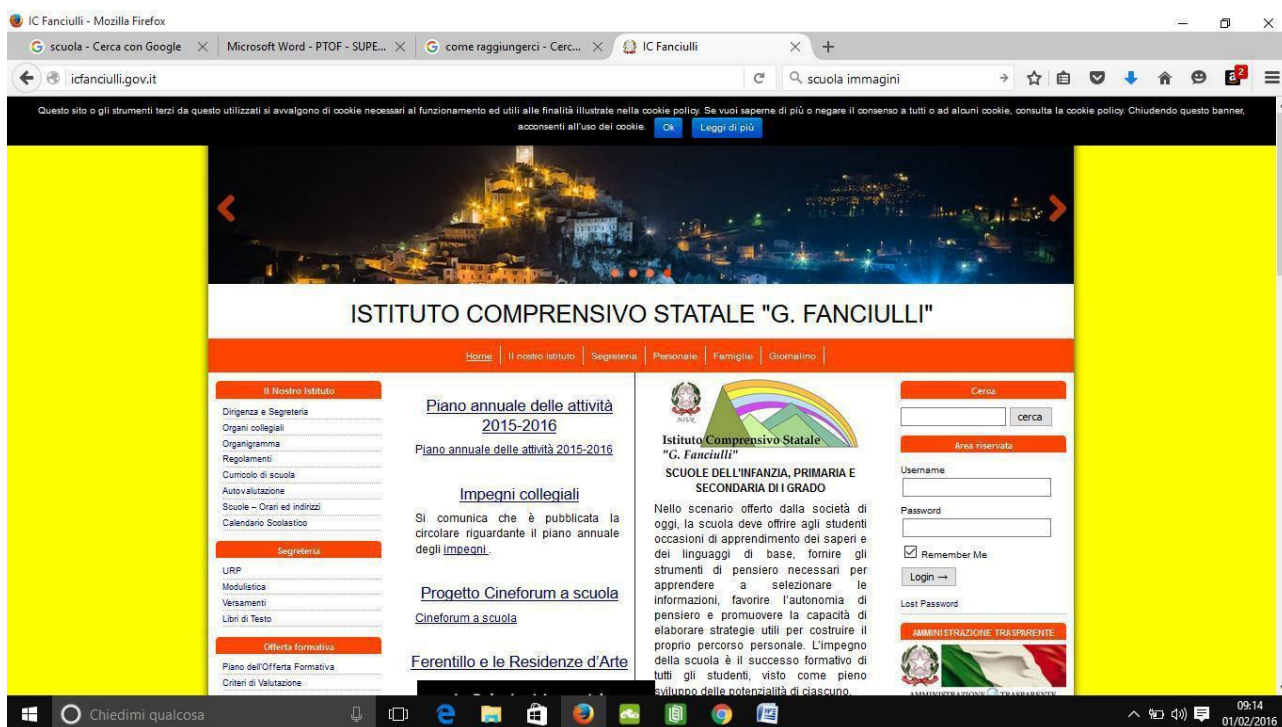 IC Fanciulli - Mozilla Firefox
scuola - Cerca con Google
Microsoft Word - PTOF - SUPE...
come raggiungerci - Cerc...
IC Fanciulli
icfanciulli.gov.it
scuola immagini
2
Questo sito o gli strumenti terzi da questo utilizzati si avvalgono di cookie necessari al funzionamento ed utili alle finalità illustrate nella cookie policy. Se vuoi saperne di più o negare il consenso a tutti o ad alcuni cookie, consulta la cookie policy. Chiudendo questo banner,
acconsenti all'uso dei cookie. Ok Leggi di più
ISTITUTO COMPRENSIVO STATALE "G. FANCIULLI"
Home Il nostro Istituto Segreteria Personale Famiglie Giornalino
Il Nostro Istituto
Dirigenza e Segreteria
Organi collegiali
Organigramma
Regolamenti
Curricolo di scuola
Autovalutazione
Scuole – Orari ed indirizzi
Calendario Scolastico
Segreteria
URP
Modulistica
Versamenti
Libri di Testo
Offerta formativa
Piano dell'Offerta Formativa
Criteri di Valutazione
Piano annuale delle attività
2015-2016
Piano annuale delle attività 2015-2016
Impegni collegiali
Si comunica che è pubblicata la
circolare riguardante il piano annuale
degli impegni .
Progetto Cineforum a scuola
Cineforum a scuola
Ferentillo e le Residenze d'Arte
Istituto Comprensivo Statale
"G. Fanciulli"
SCUOLE DELL'INFANZIA, PRIMARIA E
SECONDARIA DI I GRADO
Nello scenario offerto dalla società di
oggi, la scuola deve offrire agli studenti
occasioni di apprendimento dei saperi e
dei linguaggi di base, fornire gli
strumenti di pensiero necessari per
apprendere a selezionare le
informazioni, favorire l'autonomia di
pensiero e promuovere la capacità di
elaborare strategie utili per costruire il
proprio percorso personale. L'impegno
della scuola è il successo formativo di
tutti gli studenti, visto come pieno
sviluppo delle potenzialità di ciascuno.
Cerca
cerca
Area riservata
Username
Password
Remember Me
Login →
Lost Password
AMMINISTRAZIONE TRASPARENTE
AMMINISTRAZIONE TRASPARENTE
Chiedimi qualcosa
09:14
01/02/2016